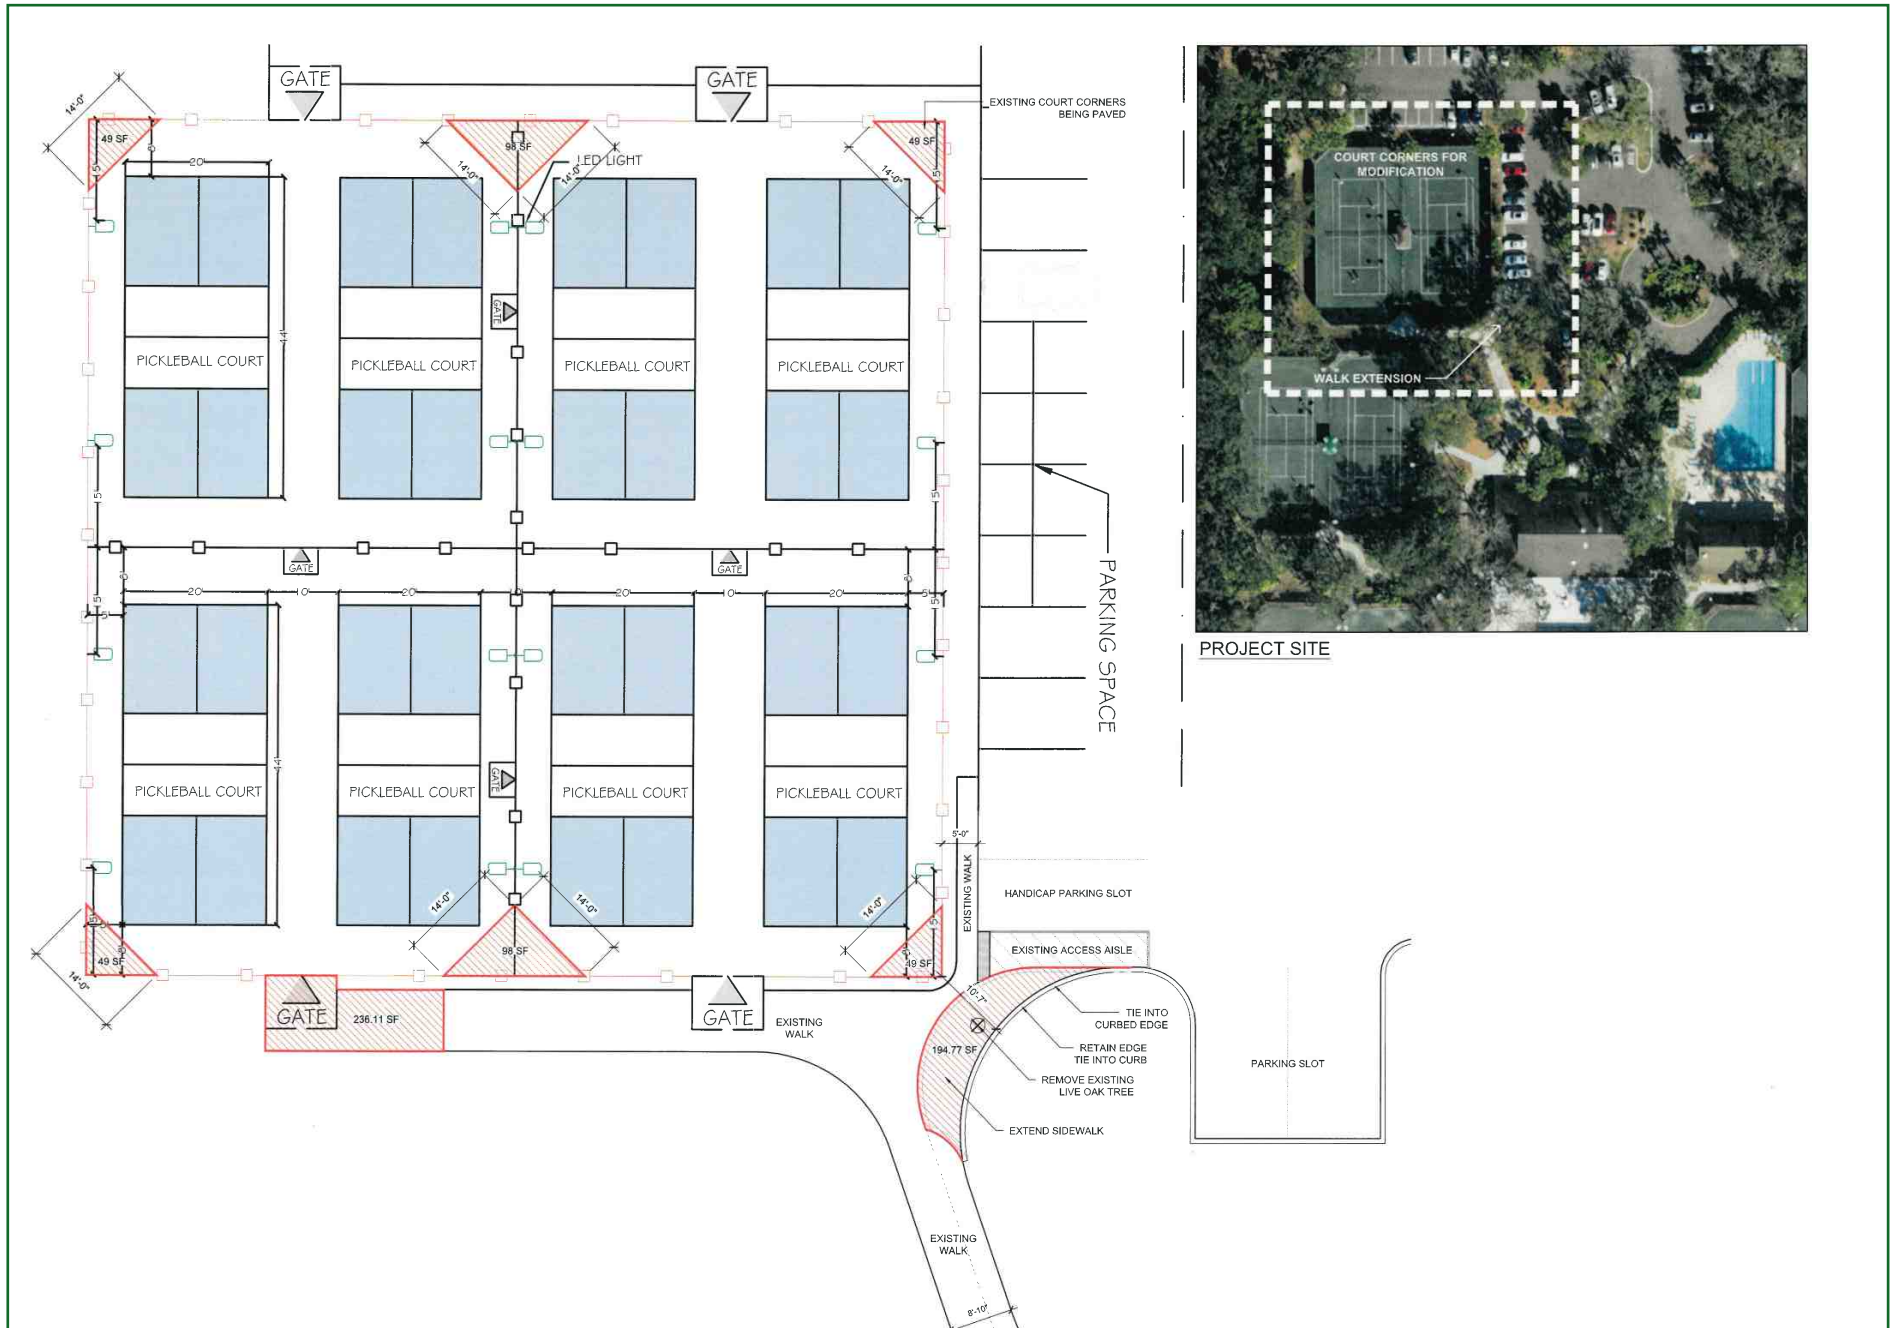 GATE
GATE
EXISTING COURT CORNERS
BEING PAVED
14'-0"
49 SF
98 SF
49 SF
LED LIGHT
14'-0"
14'-0"
14'-0"
20'
44'
GATE
PICKLEBALL COURT
PICKLEBALL COURT
PICKLEBALL COURT
PICKLEBALL COURT
COURT CORNERS FOR
MODIFICATION
WALK EXTENSION
PROJECT SITE
PARKING SPACE
GATE
GATE
20'
10'
20'
20'
10'
20'
5'
44'
GATE
PICKLEBALL COURT
PICKLEBALL COURT
PICKLEBALL COURT
PICKLEBALL COURT
5'-0"
EXISTING WALK
HANDICAP PARKING SLOT
EXISTING ACCESS AISLE
14'-0"
14'-0"
14'-0"
14'-0"
49 SF
98 SF
49 SF
GATE
236.11 SF
GATE
EXISTING
WALK
10'-7"
194.77 SF
TIE INTO
CURBED EDGE
RETAIN EDGE
TIE INTO CURB
REMOVE EXISTING
LIVE OAK TREE
EXTEND SIDEWALK
PARKING SLOT
EXISTING
WALK
8'-10"